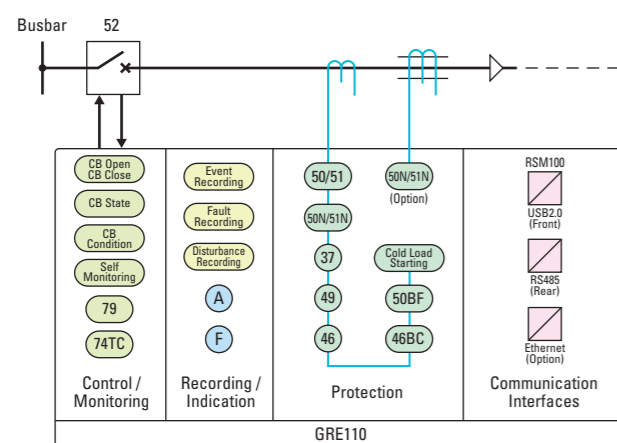 Busbar
52
CB Open
CB Close
CB State
CB
Condition
Self
Monitoring
79
74TC
Control /
Monitoring
Event
Recording
Fault
Recording
Disturbance
Recording
A
F
Recording /
Indication
50/51
50N/51N
37
49
46
50N/51N
(Option)
Cold Load
Starting
50BF
46BC
Protection
RSM100
USB2.0
(Front)
RS485
(Rear)
Ethernet
(Option)
Communication
Interfaces
GRE110